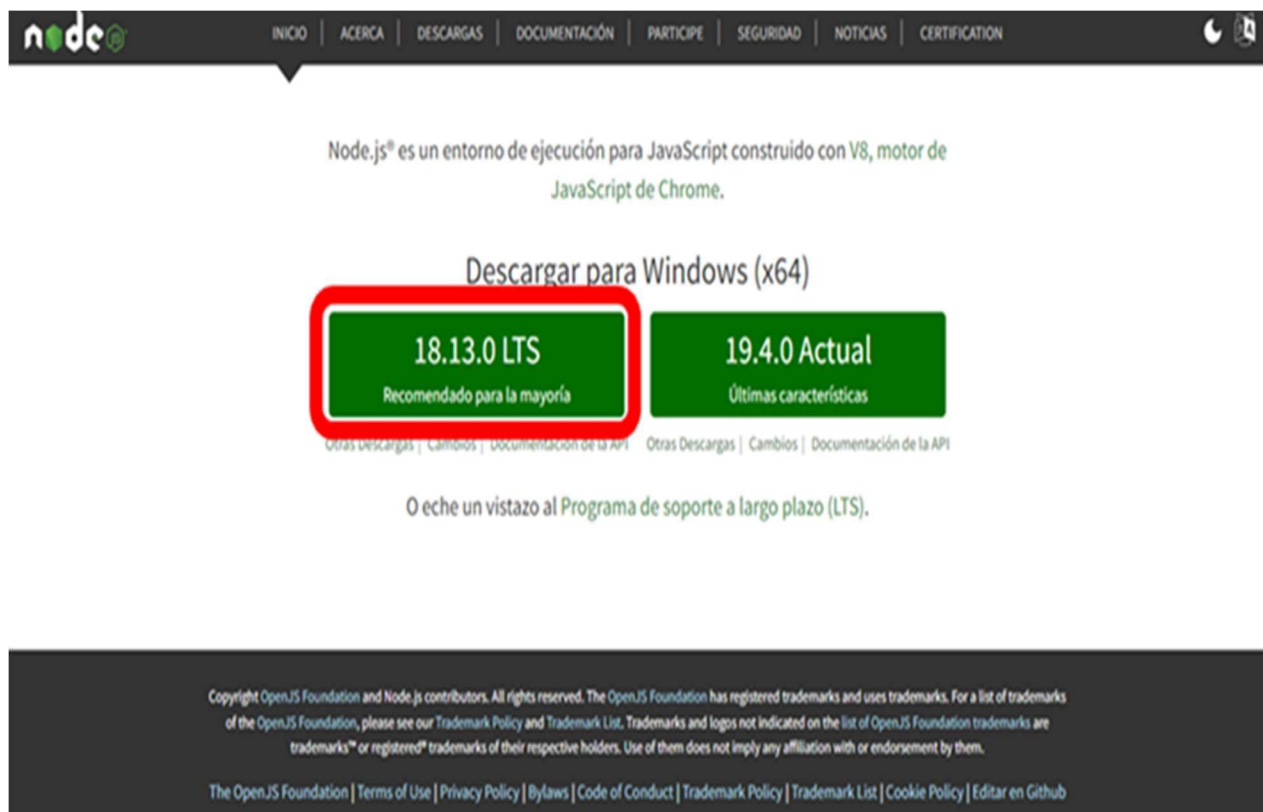 node JS
INICIO | ACERCA | DESCARGAS | DOCUMENTACIÓN | PARTICIPE | SEGURIDAD | NOTICIAS | CERTIFICATION
Node.js® es un entorno de ejecución para JavaScript construido con V8, motor de
JavaScript de Chrome.
Descargar para Windows (x64)
18.13.0 LTS
Recomendado para la mayoría
19.4.0 Actual
Últimas características
Otras Descargas | Cambios | Documentación de la API
Otras Descargas | Cambios | Documentación de la API
O eche un vistazo al Programa de soporte a largo plazo (LTS).
Copyright OpenJS Foundation and Node.js contributors. All rights reserved. The OpenJS Foundation has registered trademarks and uses trademarks. For a list of trademarks
of the OpenJS Foundation, please see our Trademark Policy and Trademark List. Trademarks and logos not indicated on the list of OpenJS Foundation trademarks are
trademarks™ or registered® trademarks of their respective holders. Use of them does not imply any affiliation with or endorsement by them.
The OpenJS Foundation | Terms of Use | Privacy Policy | Bylaws | Code of Conduct | Trademark Policy | Trademark List | Cookie Policy | Editar en Github